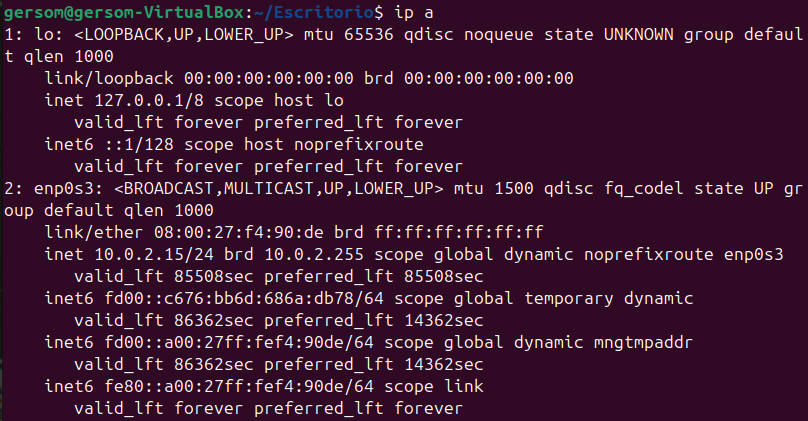 gersom@gersom-VirtualBox:~/Escritorio$ ip a
1: lo: <LOOPBACK,UP,LOWER_UP> mtu 65536 qdisc noqueue state UNKNOWN group defaul
t qlen 1000
    link/loopback 00:00:00:00:00:00 brd 00:00:00:00:00:00
    inet 127.0.0.1/8 scope host lo
       valid_lft forever preferred_lft forever
    inet6 ::1/128 scope host noprefixroute
       valid_lft forever preferred_lft forever
2: enp0s3: <BROADCAST,MULTICAST,UP,LOWER_UP> mtu 1500 qdisc fq_codel state UP gr
oup default qlen 1000
    link/ether 08:00:27:f4:90:de brd ff:ff:ff:ff:ff:ff
    inet 10.0.2.15/24 brd 10.0.2.255 scope global dynamic noprefixroute enp0s3
       valid_lft 85508sec preferred_lft 85508sec
    inet6 fd00::c676:bb6d:686a:db78/64 scope global temporary dynamic
       valid_lft 86362sec preferred_lft 14362sec
    inet6 fd00::a00:27ff:fef4:90de/64 scope global dynamic mngtmpaddr
       valid_lft 86362sec preferred_lft 14362sec
    inet6 fe80::a00:27ff:fef4:90de/64 scope link
       valid_lft forever preferred_lft forever